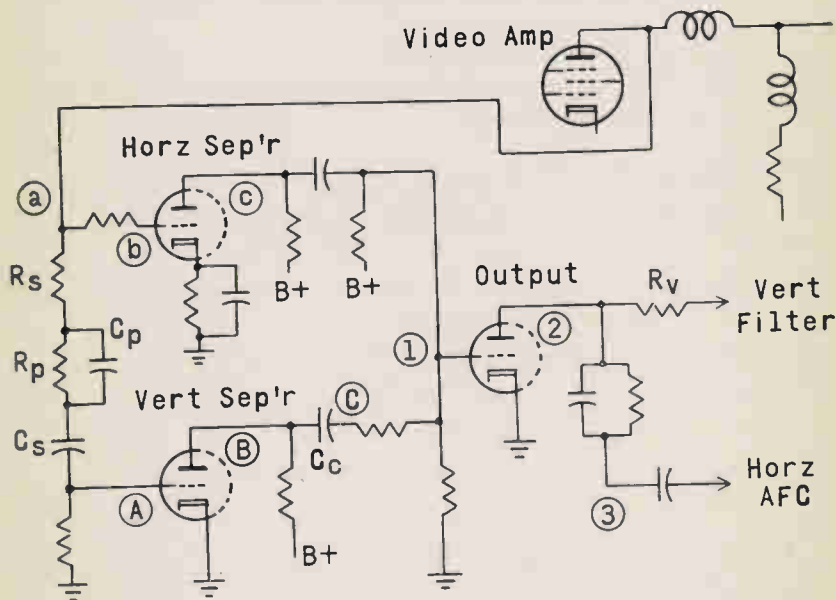 Video Amp
Horz Sep'r
a
c
b
Rs
B+
B+
Output
Rv
Vert
Filter
Cp
2
1
Rp
Vert Sep'r
C
Cs
B
Cc
Horz
AFC
A
3
B+